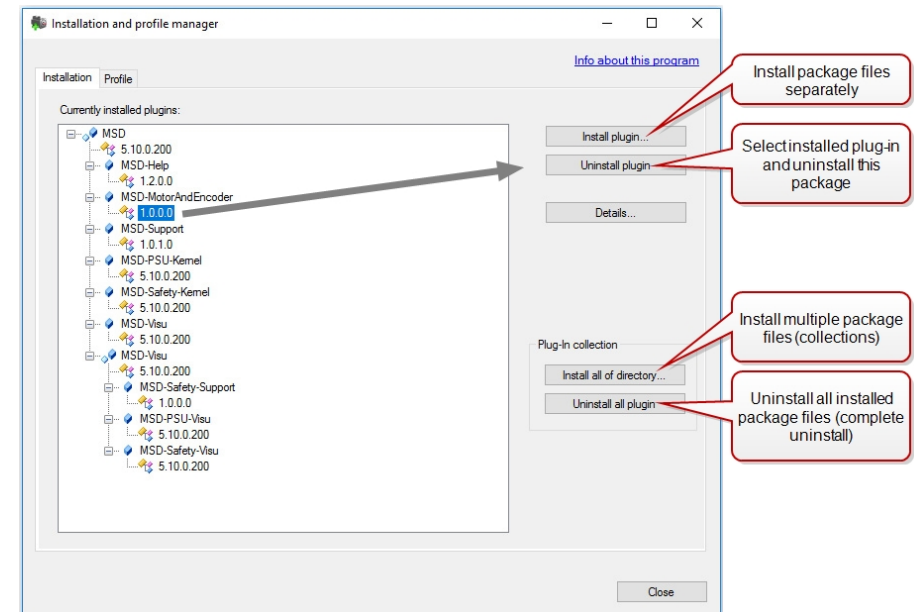 Installation and profile manager
Info about this program
Installation
Profile
Currently installed plugins:
MSD
5.10.0.200
MSD-Help
1.2.0.0
MSD-MotorAndEncoder
1.0.0.0
MSD-Support
1.0.1.0
MSD-PSU-Kernel
5.10.0.200
MSD-Safety-Kernel
5.10.0.200
MSD-Visu
5.10.0.200
MSD-Visu
5.10.0.200
MSD-Safety-Support
1.0.0.0
MSD-PSU-Visu
5.10.0.200
MSD-Safety-Visu
5.10.0.200
Install plugin...
Uninstall plugin
Details...
Plug-In collection
Install all of directory...
Uninstall all plugin
Close
Install package files
separately
Select installed plug-in
and uninstall this
package
Install multiple package
files (collections)
Uninstall all installed
package files (complete
uninstall)